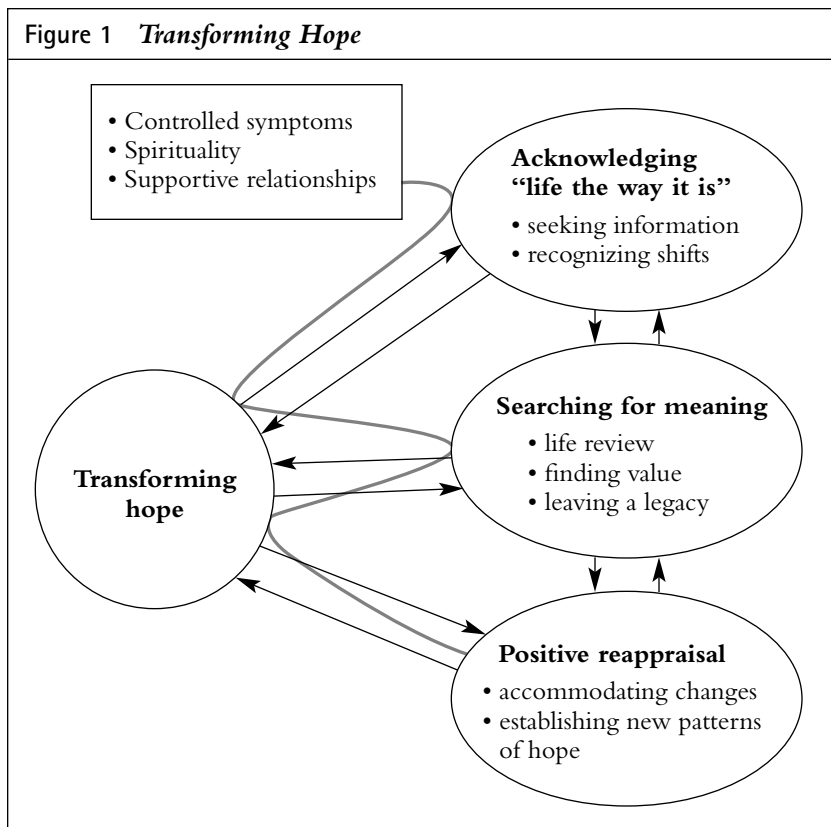 Figure 1 Transforming Hope
• Controlled symptoms
• Spirituality
• Supportive relationships
Acknowledging
“life the way it is”
• seeking information
• recognizing shifts
Searching for meaning
• life review
• finding value
• leaving a legacy
Transforming
hope
Positive reappraisal
• accommodating changes
• establishing new patterns
of hope